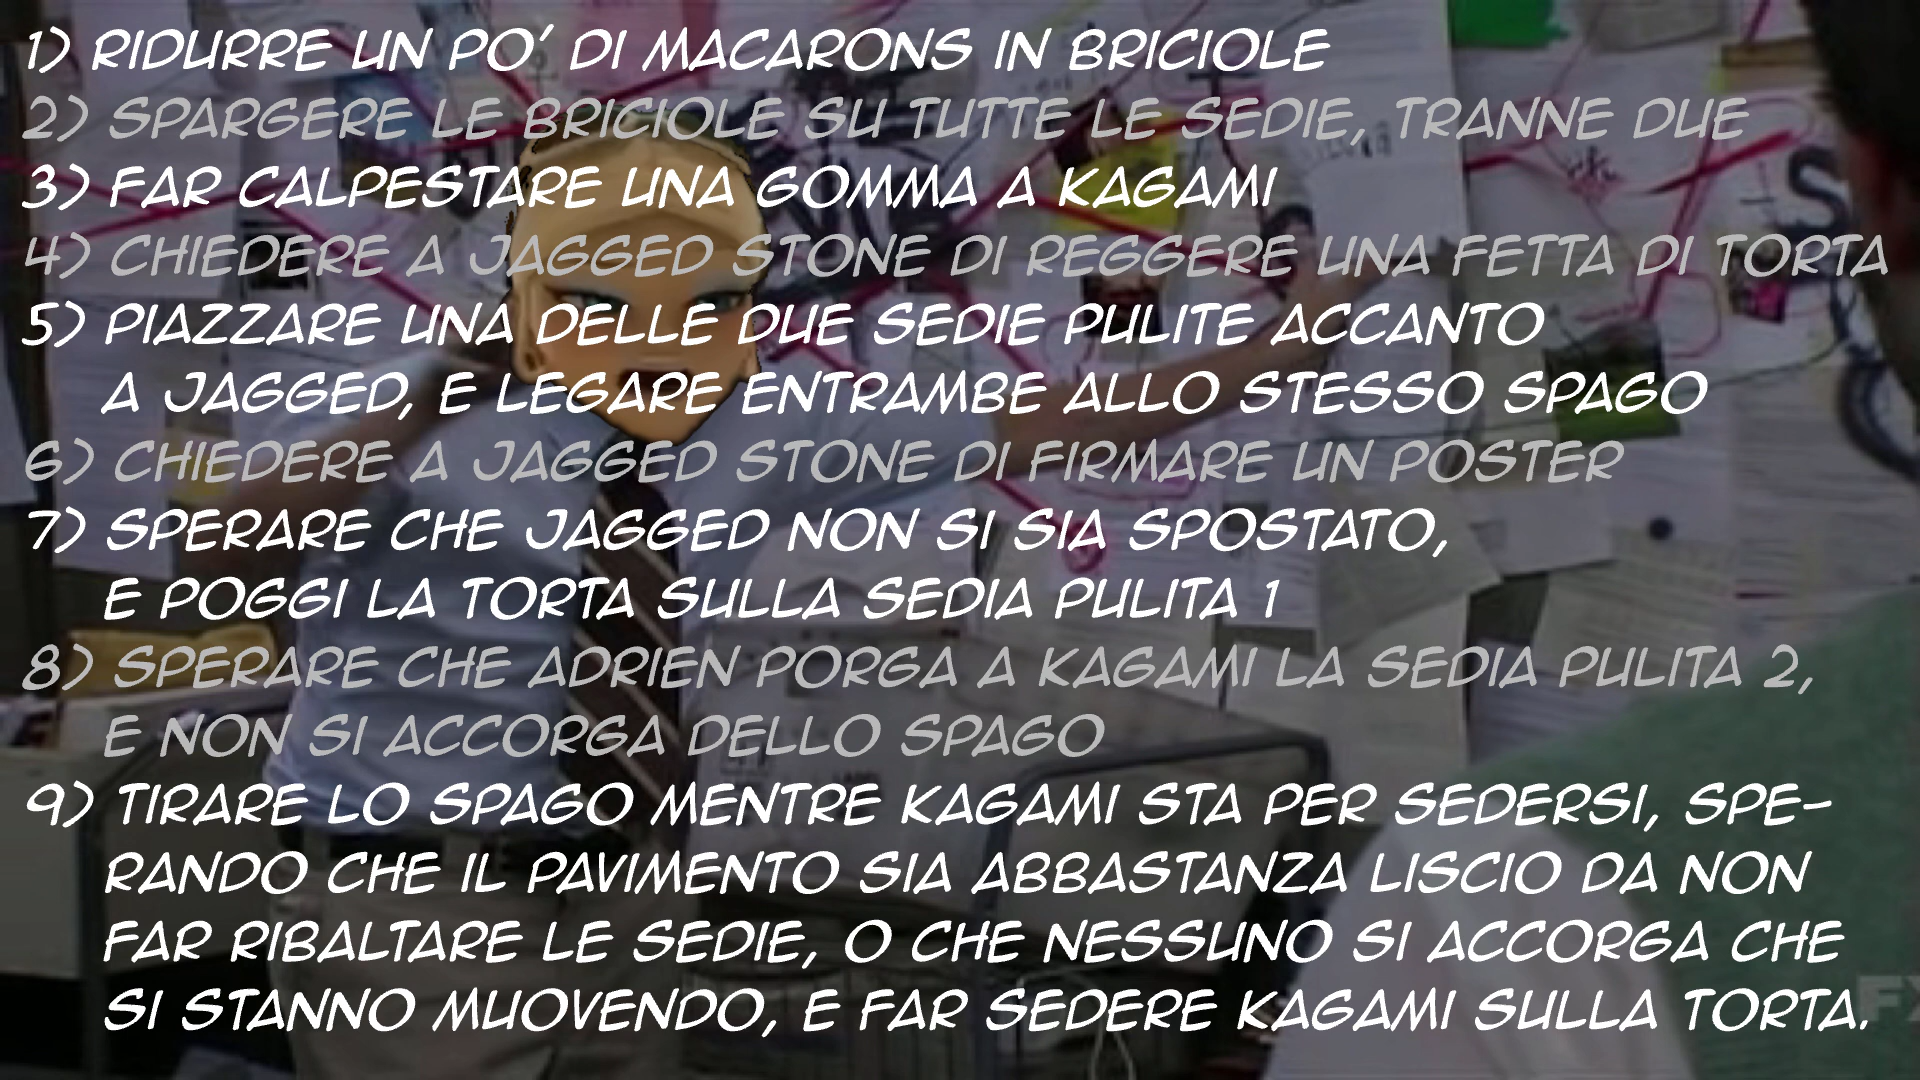 1) RIDURRE UN PO' DI MACARONS IN BRICIOLE
2) SPARGERE LE BRICIOLE SU TUTTE LE SEDIE, TRANNE DUE
3) FAR CALPESTARE UNA GOMMA A KAGAMI
4) CHIEDERE A JAGGED STONE DI REGGERE UNA FETTA DI TORTA
5) PIAZZARE UNA DELLE DUE SEDIE PULITE ACCANTO
A JAGGED, E LEGARE ENTRAMBE ALLO STESSO SPAGO
6) CHIEDERE A JAGGED STONE DI FIRMARE UN POSTER
7) SPERARE CHE JAGGED NON SI SIA SPOSTATO,
E POGGI LA TORTA SULLA SEDIA PULITA 1
8) SPERARE CHE ADRIEN PORGA A KAGAMI LA SEDIA PULITA 2,
E NON SI ACCORGA DELLO SPAGO
9) TIRARE LO SPAGO MENTRE KAGAMI STA PER SEDERSI, SPE-
RANDO CHE IL PAVIMENTO SIA ABBASTANZA LISCIO DA NON
FAR RIBALTARE LE SEDIE, O CHE NESSUNO SI ACCORGA CHE
SI STANNO MUOVENDO, E FAR SEDERE KAGAMI SULLA TORTA.
FX